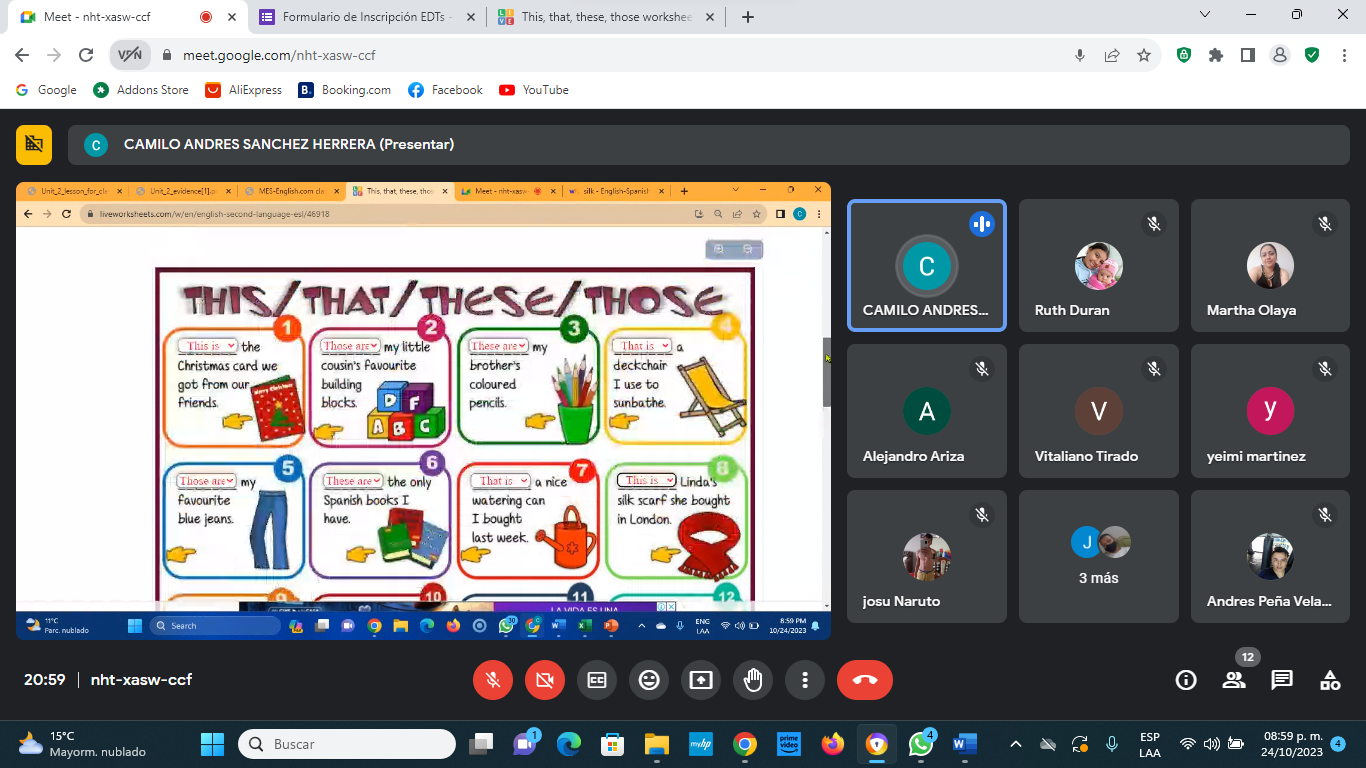 Meet - nht-xasw-ccf
Formulario de Inscripción EDTs -
This, that, these, those workshee
VPN
meet.google.com/nht-xasw-ccf
Google
Addons Store
AliExpress
Booking.com
Facebook
YouTube
C
CAMILO ANDRES SANCHEZ HERRERA (Presentar)
Unit_2_lesson_for_cl
Unit_2_evidence[1].p
MES-English.com cla
This, that, these, thos
Meet - nht-xasw-
silk - English-Spanish
liveworksheets.com/w/en/english-second-language-esl/46918
THIS/THAT/THESE/THOSE
1
This is the
Christmas card we
got from our
friends.
Merry Christmas
2
Those are my little
cousin's favourite
building
blocks.
D F
A B C
3
These are my
brother's
coloured
pencils.
4
That is a
deckchair
I use to
sunbathe.
5
Those are my
favourite
blue jeans.
6
These are the only
Spanish books I
have.
7
That is a nice
watering can
I bought
last week.
8
This is Linda's
silk scarf she bought
in London.
9
10
11
12
LA VIDA ES UNA
11°C
Parc. nublado
Search
ENG
LAA
8:59 PM
10/24/2023
C
CAMILO ANDRES...
Ruth Duran
Martha Olaya
A
Alejandro Ariza
V
Vitaliano Tirado
y
yeimi martinez
josu Naruto
J
3 más
Andres Peña Vela...
20:59
nht-xasw-ccf
12
15°C
Mayorm. nublado
Buscar
1
myhp
prime video
4
ESP
LAA
08:59 p. m.
24/10/2023
4